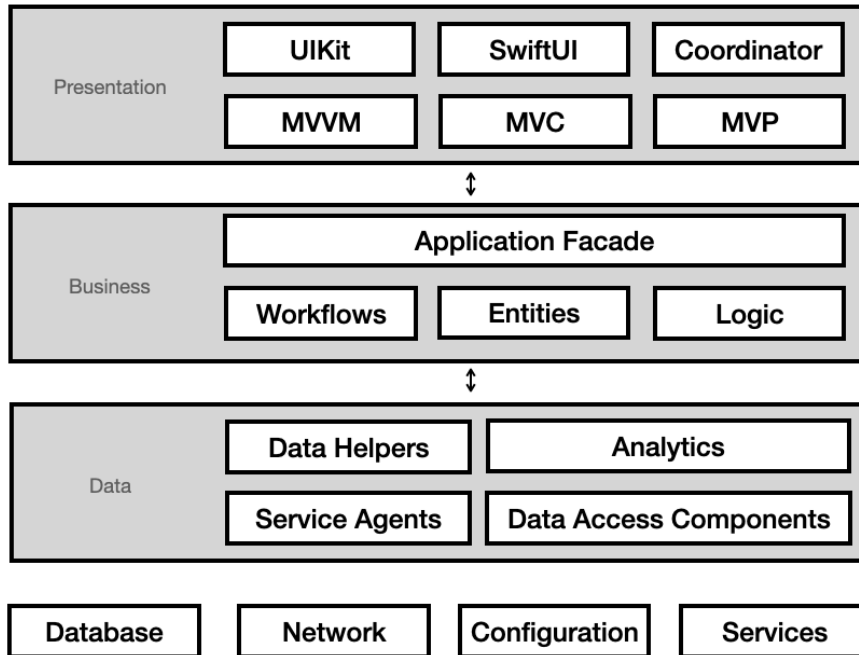 Presentation
UIKit
SwiftUI
Coordinator
MVVM
MVC
MVP
Business
Application Facade
Workflows
Entities
Logic
Data
Data Helpers
Analytics
Service Agents
Data Access Components
Database
Network
Configuration
Services